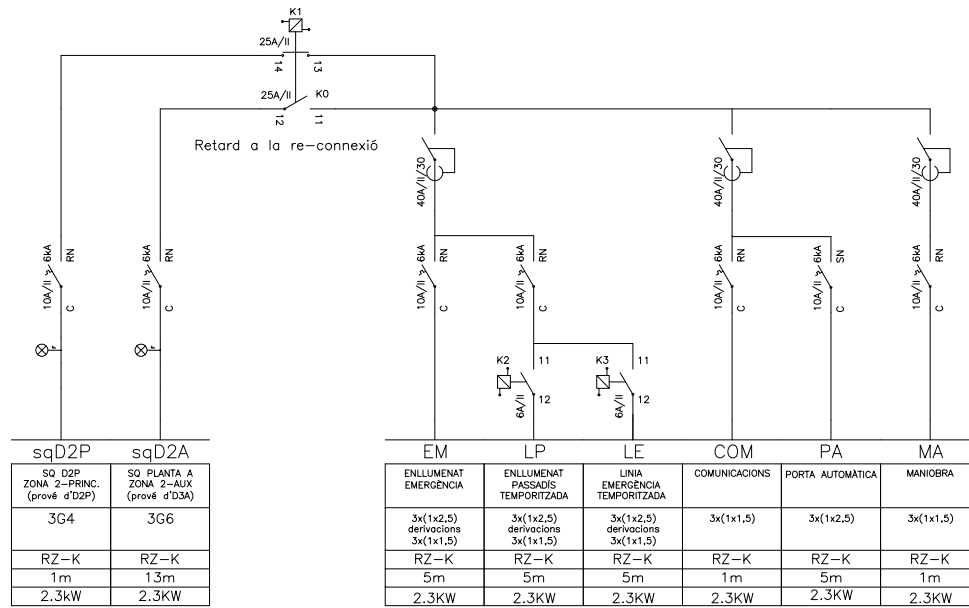 K1
25A/II
14
13
25A/II
K0
12
11
Retard a la re-connexió
40A/II/30
40A/II/30
40A/II/30
10A/II
6kA
RN
C
10A/II
6kA
RN
C
10A/II
6kA
RN
C
10A/II
6kA
RN
C
10A/II
6kA
RN
C
10A/II
6kA
SN
C
10A/II
6kA
RN
C
K2
11
12
6A/II
K3
11
12
6A/II
sqD2P
sqD2A
EM
LP
LE
COM
PA
MA
SQ D2P
ZONA 2-PRINC.
(prové d'D2P)
SQ PLANTA A
ZONA 2-AUX
(prové d'D3A)
ENLLUMENAT
EMERGÈNCIA
ENLLUMENAT
PASSADÍS
TEMPORITZADA
LINIA
EMERGÈNCIA
TEMPORITZADA
COMUNICACIONS
PORTA AUTOMÀTICA
MANIOBRA
3G4
3G6
3x(1x2,5)
derivacions
3x(1x1,5)
3x(1x2,5)
derivacions
3x(1x1,5)
3x(1x2,5)
derivacions
3x(1x1,5)
3x(1x1,5)
3x(1x2,5)
3x(1x1,5)
RZ-K
RZ-K
RZ-K
RZ-K
RZ-K
RZ-K
RZ-K
RZ-K
1m
13m
5m
5m
5m
1m
5m
1m
2.3kW
2.3KW
2.3KW
2.3KW
2.3KW
2.3KW
2.3KW
2.3KW